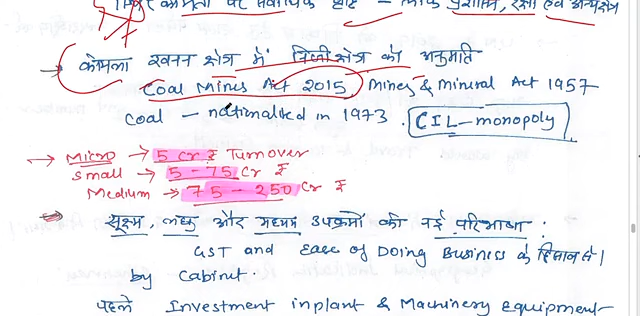 कोयला खनन क्षेत्र में निजी क्षेत्र को अनुमति
Coal Mines Act 2015 Mines & Mineral Act 1957
Coal – nationalised in 1973. CIL – monopoly
→ Micro → 5 Cr ₹ Turnover
Small → 5 - 75 Cr ₹
Medium → 75 - 250 Cr ₹
⇒ सूक्ष्म, लघु और मध्यम उपक्रमों की नई परिभाषा.
GST and Ease of Doing Business के हिसाब से।
by Cabinet.
पहले Investment in plant & Machinery Equipment